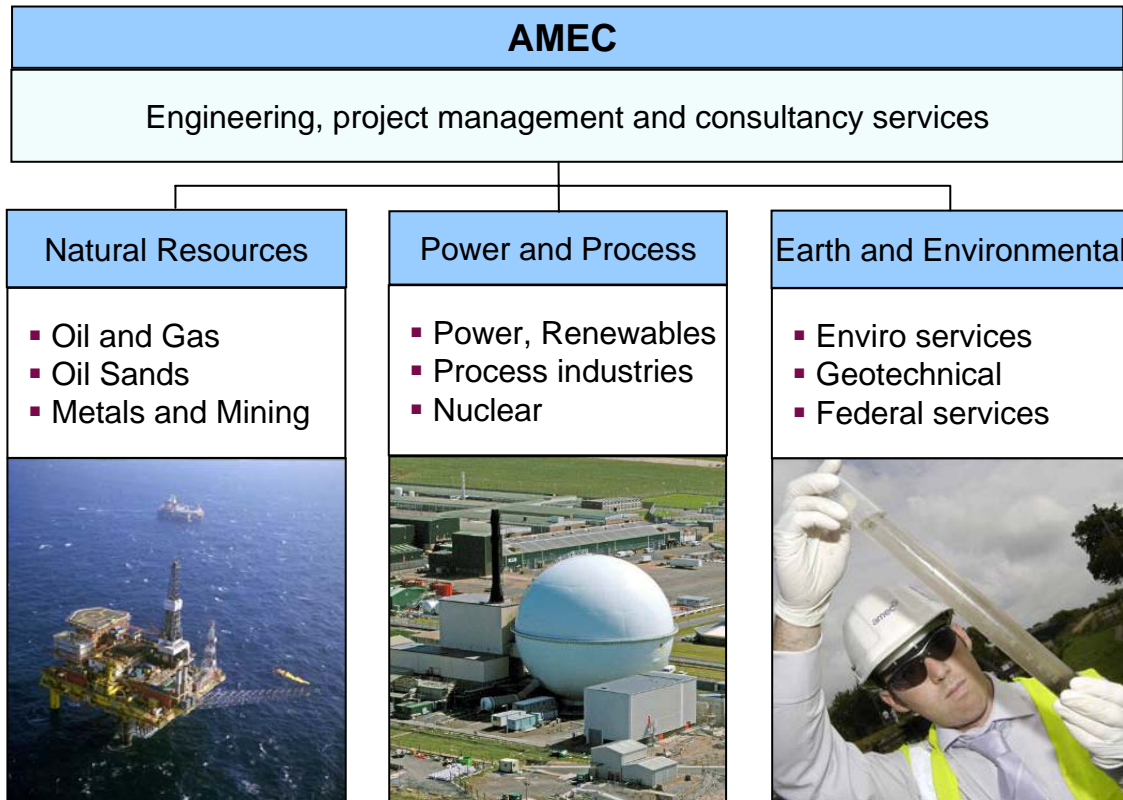 AMEC
Engineering, project management and consultancy services
Natural Resources
▪ Oil and Gas
▪ Oil Sands
▪ Metals and Mining
Power and Process
▪ Power, Renewables
▪ Process industries
▪ Nuclear
Earth and Environmental
▪ Enviro services
▪ Geotechnical
▪ Federal services
amec